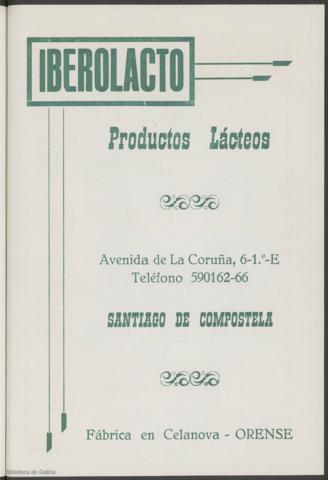 IBEROLACTO
Productos Lácteos
Avenida de La Coruña, 6-1.º-E
Teléfono 590162-66
SANTIAGO DE COMPOSTELA
Fábrica en Celanova - ORENSE
Biblioteca de Galicia